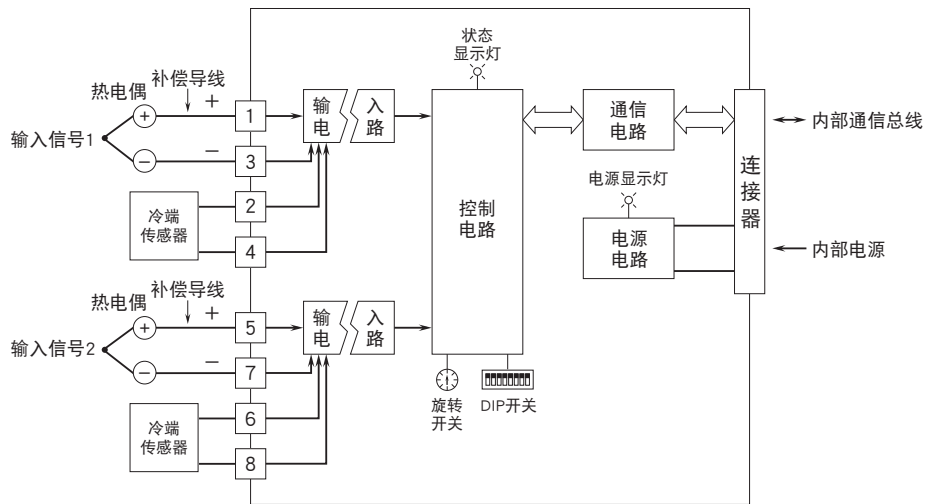 状态
显示灯
热电偶
补偿导线
+
+
1
输 入
电 路
通信
电路
内部通信总线
输入信号1
−
−
3
连接器
冷端
传感器
2
4
控制
电路
电源显示灯
电源
电路
内部电源
热电偶
补偿导线
+
+
5
输 入
电 路
输入信号2
−
−
7
冷端
传感器
6
8
旋转
开关
DIP开关